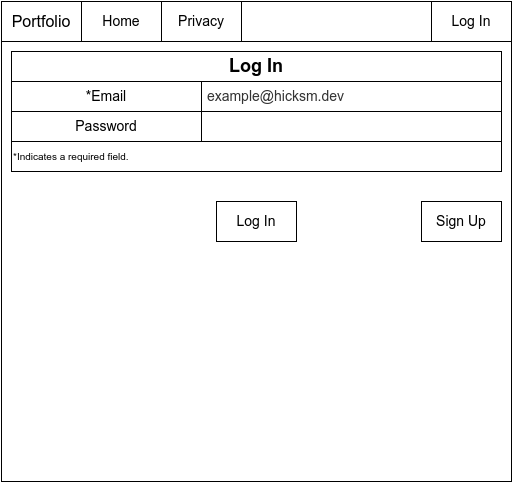 Portfolio Home Privacy Log In
Log In
*Email example@hicksm.dev
Password
*Indicates a required field.
Log In Sign Up